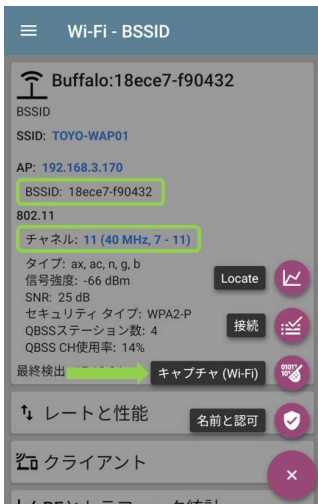 Wi-Fi - BSSID
Buffalo:18ece7-f90432
BSSID
SSID: TOYO-WAP01
AP: 192.168.3.170
BSSID: 18ece7-f90432
802.11
チャネル: 11 (40 MHz, 7 - 11)
タイプ: ax, ac, n, g, b
信号強度: -66 dBm
Locate
SNR: 25 dB
セキュリティ タイプ: WPA2-P
QBSSステーション数: 4
接続
QBSS CH使用率: 14%
最終検出
キャプチャ (Wi-Fi)
レートと性能
名前と認可
クライアント